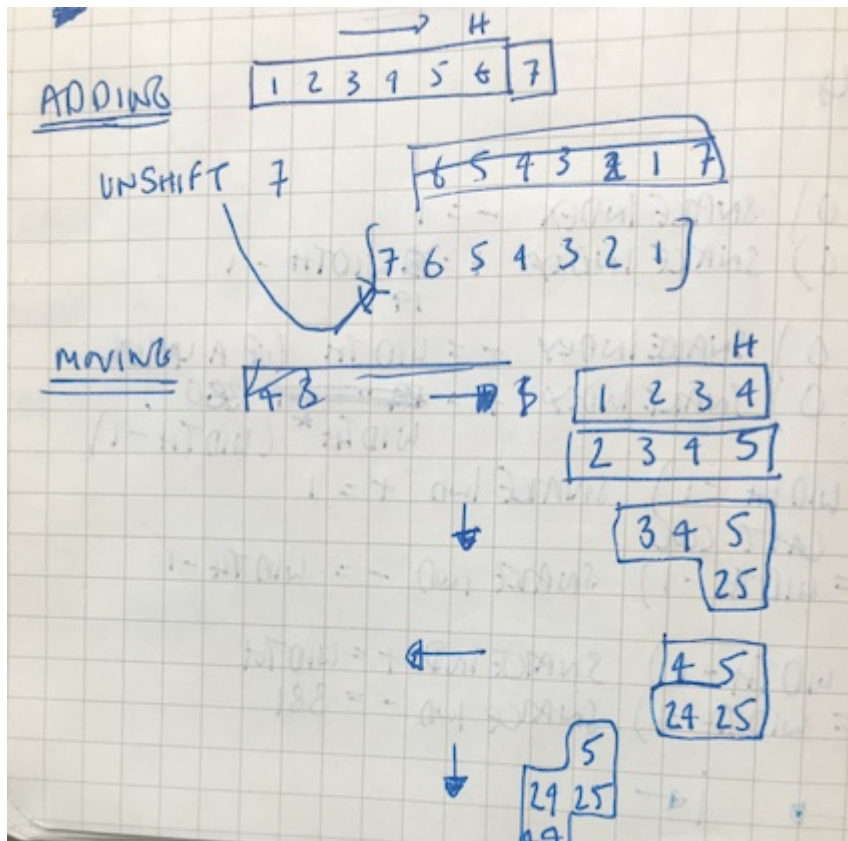 H
ADDING 1 2 3 4 5 6 7
UNSHIFT 7 6 5 4 3 2 1 7
[7 6 5 4 3 2 1]
H
MOVING 4 3 1 2 3 4
2 3 4 5
3 4 5
25
4 5
24 25
5
24 25